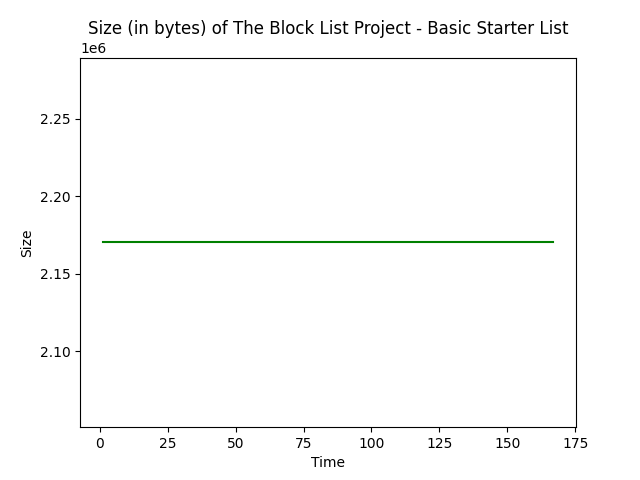 Size (in bytes) of The Block List Project - Basic Starter List
1e6
2.25
2.20
2.15
2.10
Size
0 25 50 75 100 125 150 175
Time